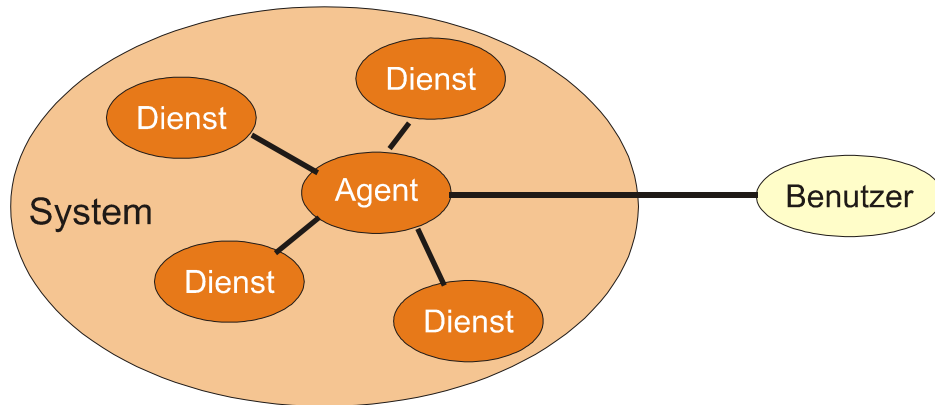 Dienst
Dienst
Agent
Benutzer
System
Dienst
Dienst